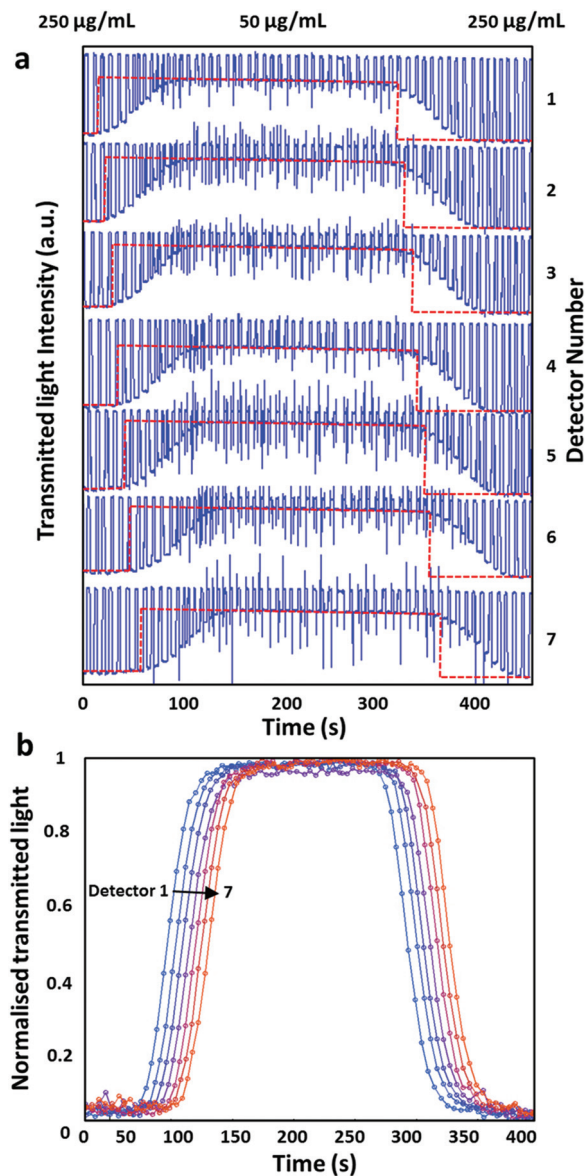 250 µg/mL 50 µg/mL 250 µg/mL
a
Transmitted light Intensity (a.u.)
1
2
3
4
5
6
7
Detector Number
0 100 200 300 400
Time (s)
b
Normalised transmitted light
1
0.8
0.6
0.4
0.2
0
Detector 1 7
0 50 100 150 200 250 300 350 400
Time (s)